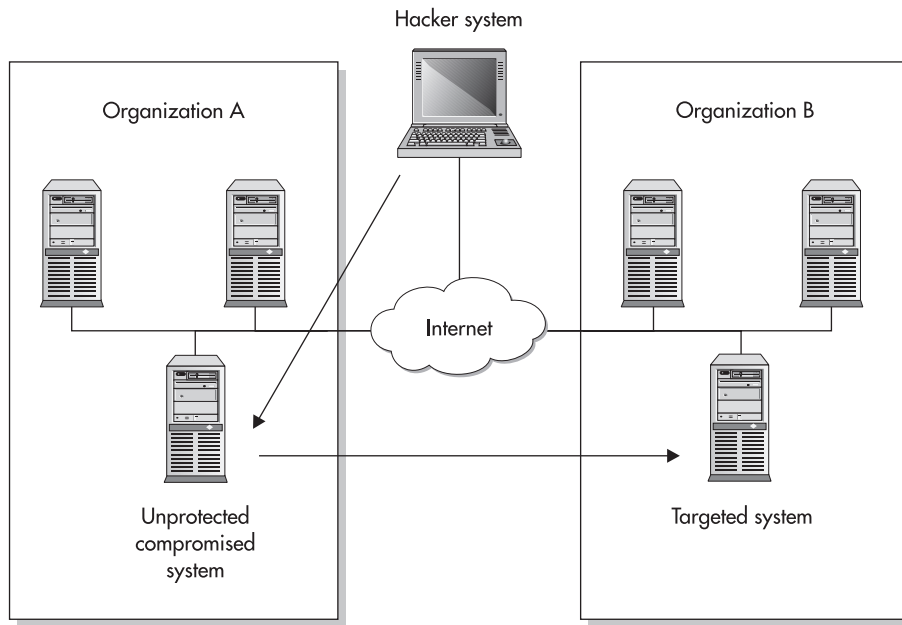 Hacker system
Organization A
Organization B
Internet
Unprotected
compromised
system
Targeted system